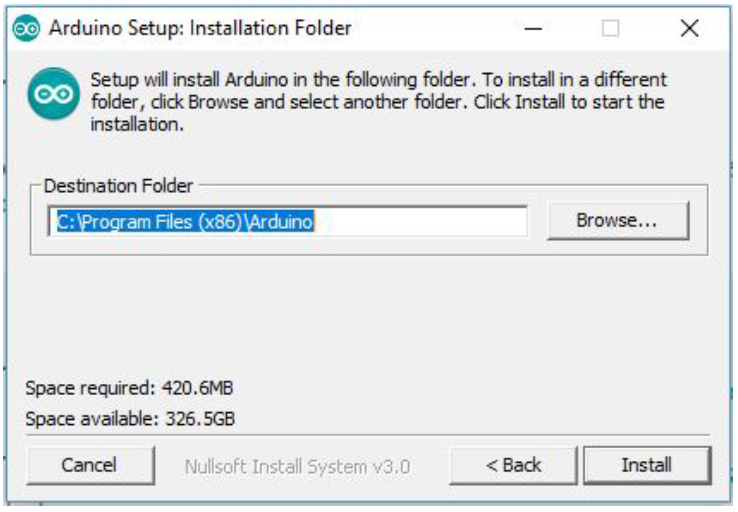 Arduino Setup: Installation Folder
Setup will install Arduino in the following folder. To install in a different
folder, click Browse and select another folder. Click Install to start the
installation.
Destination Folder
C:\Program Files (x86)\Arduino
Browse...
Space required: 420.6MB
Space available: 326.5GB
Cancel
Nullsoft Install System v3.0
< Back
Install